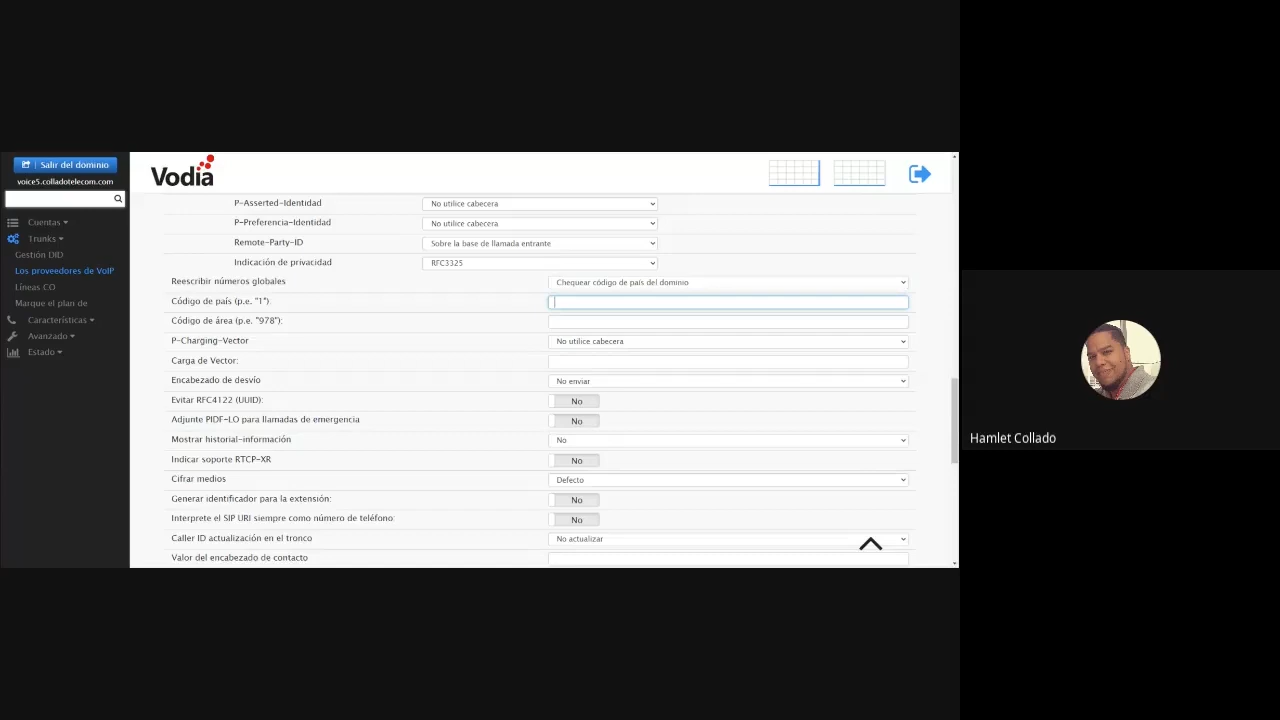 Salir del dominio
voice5.colladotelecom.com
Cuentas
Trunks
Gestión DID
Los proveedores de VoIP
Líneas CO
Marque el plan de
Características
Avanzado
Estado
Vodia
P-Asserted-Identidad No utilice cabecera
P-Preferencia-Identidad No utilice cabecera
Remote-Party-ID Sobre la base de llamada entrante
Indicación de privacidad RFC3325
Reescribir números globales Chequear código de país del dominio
Código de país (p.e. "1"):
Código de área (p.e. "978"):
P-Charging-Vector No utilice cabecera
Carga de Vector:
Encabezado de desvío No enviar
Evitar RFC4122 (UUID): No
Adjunte PIDF-LO para llamadas de emergencia No
Mostrar historial-información No
Indicar soporte RTCP-XR No
Cifrar medios Defecto
Generar identificador para la extensión: No
Interprete el SIP URI siempre como número de teléfono: No
Caller ID actualización en el tronco No actualizar
Valor del encabezado de contacto
Hamlet Collado